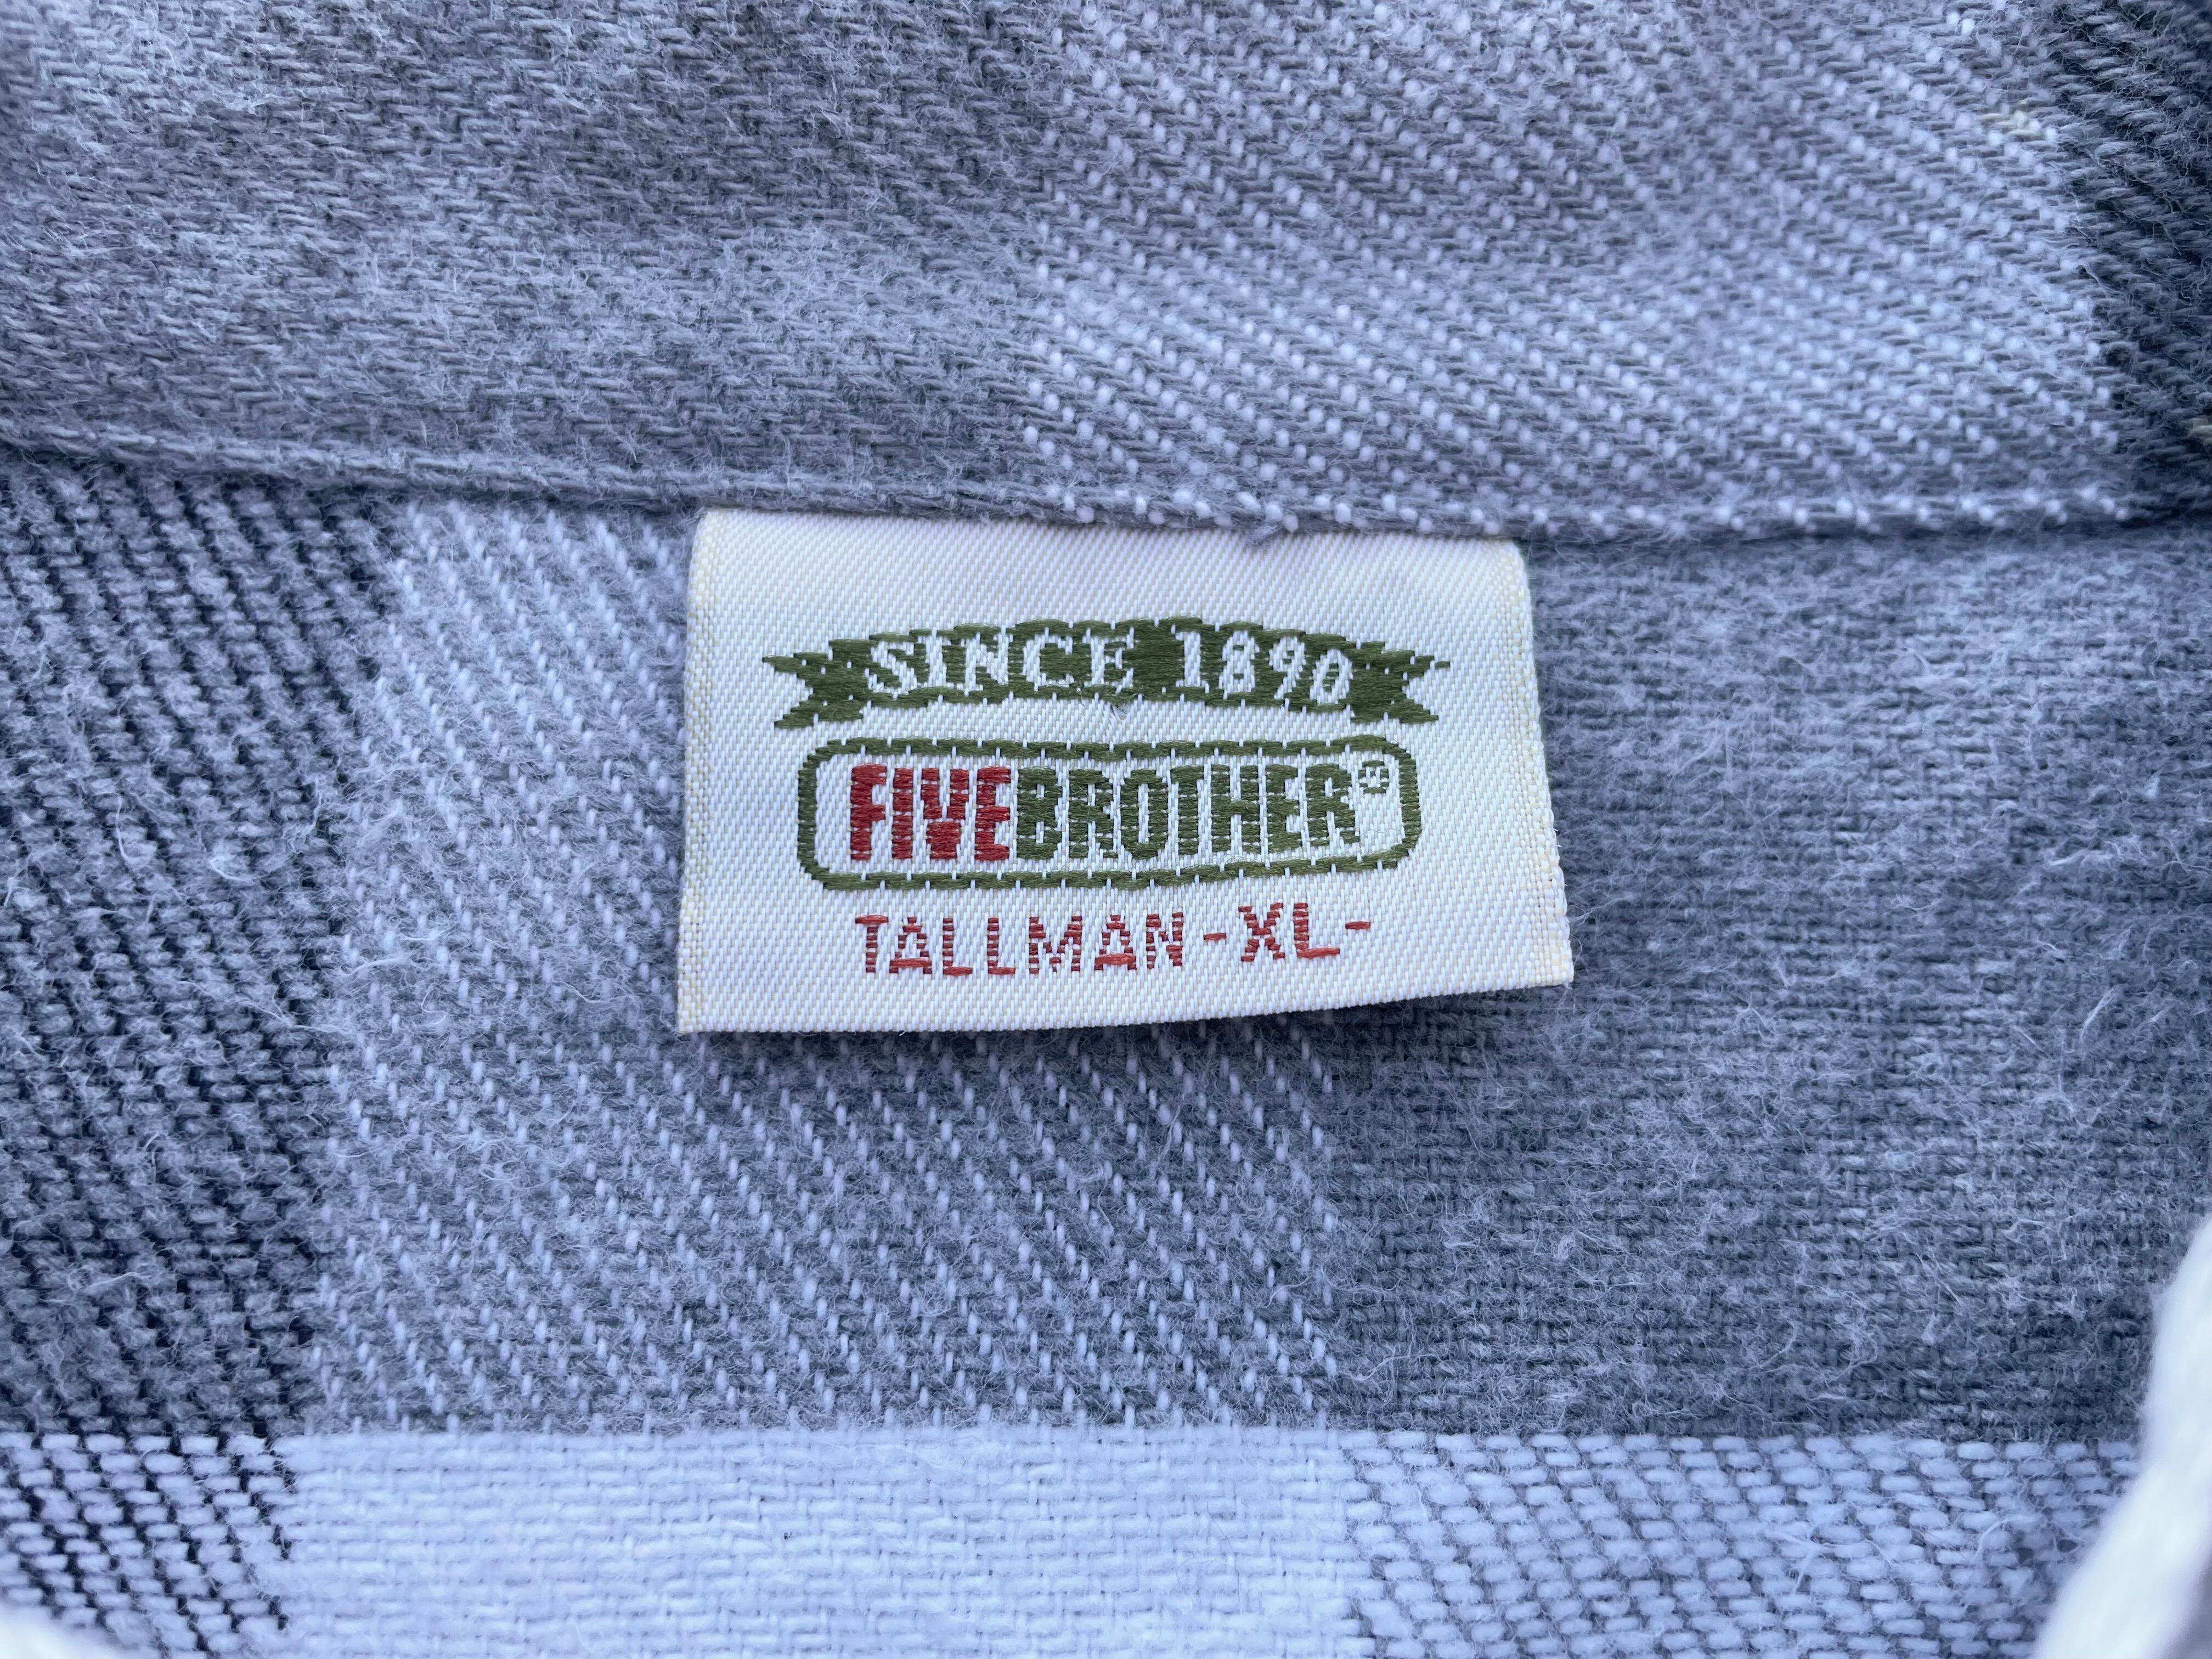 SINCE 1890
FIVEBROTHER®
TALLMAN -XL-